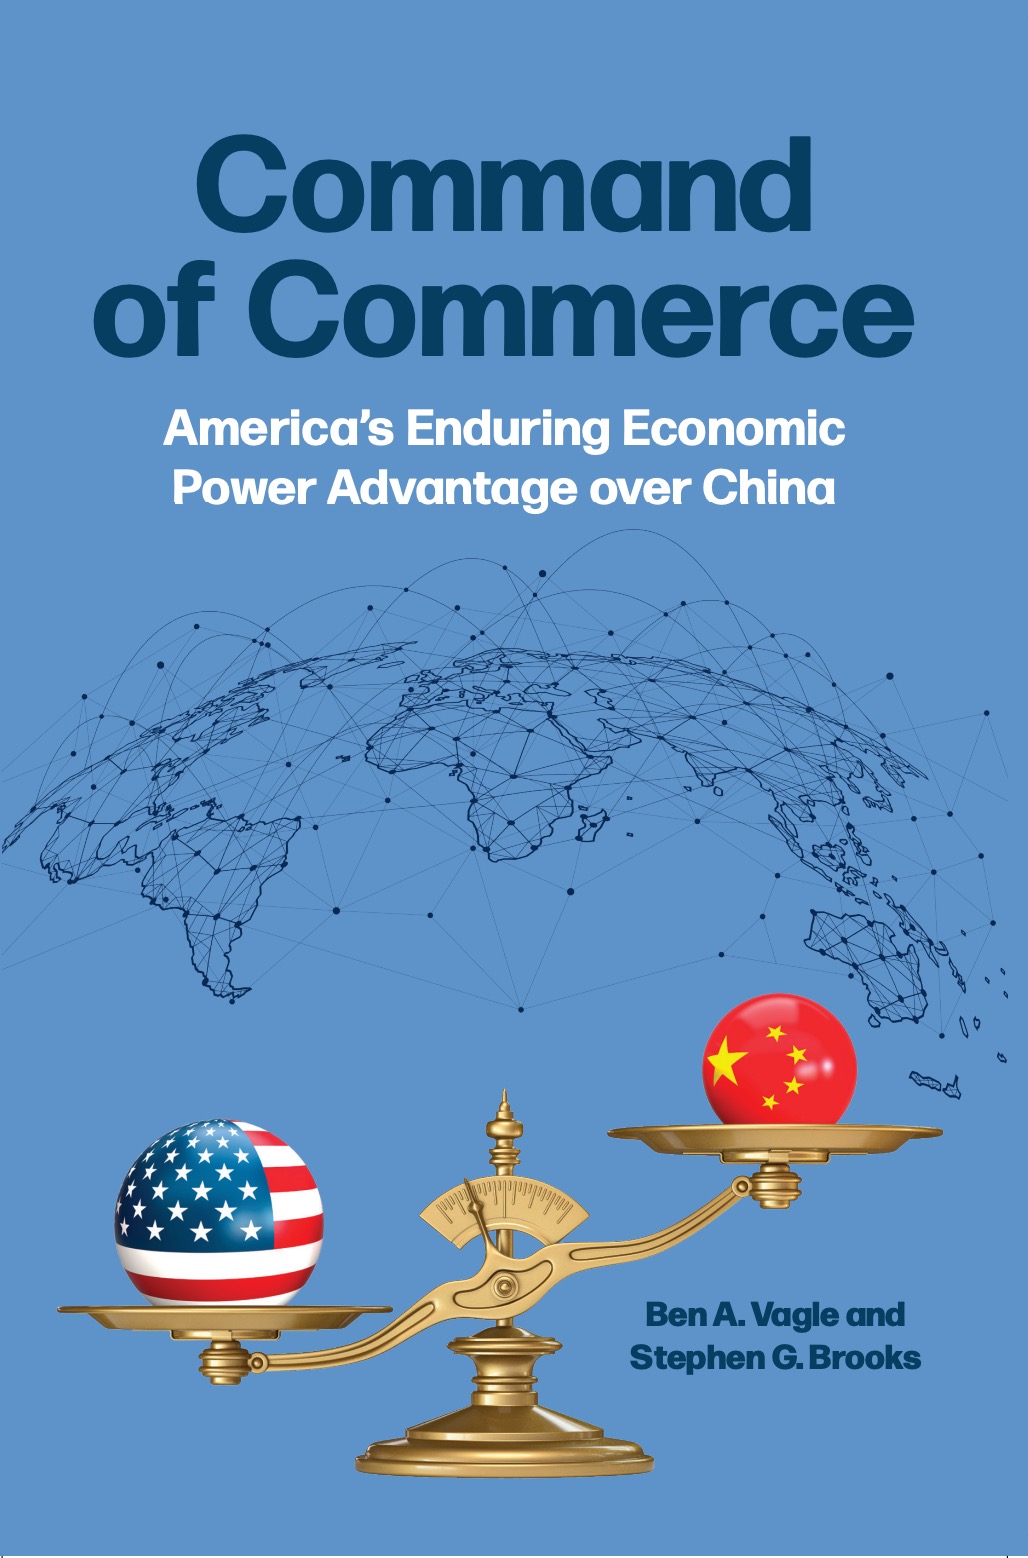 Command
of Commerce
America’s Enduring Economic
Power Advantage over China
Ben A. Vagle and
Stephen G. Brooks